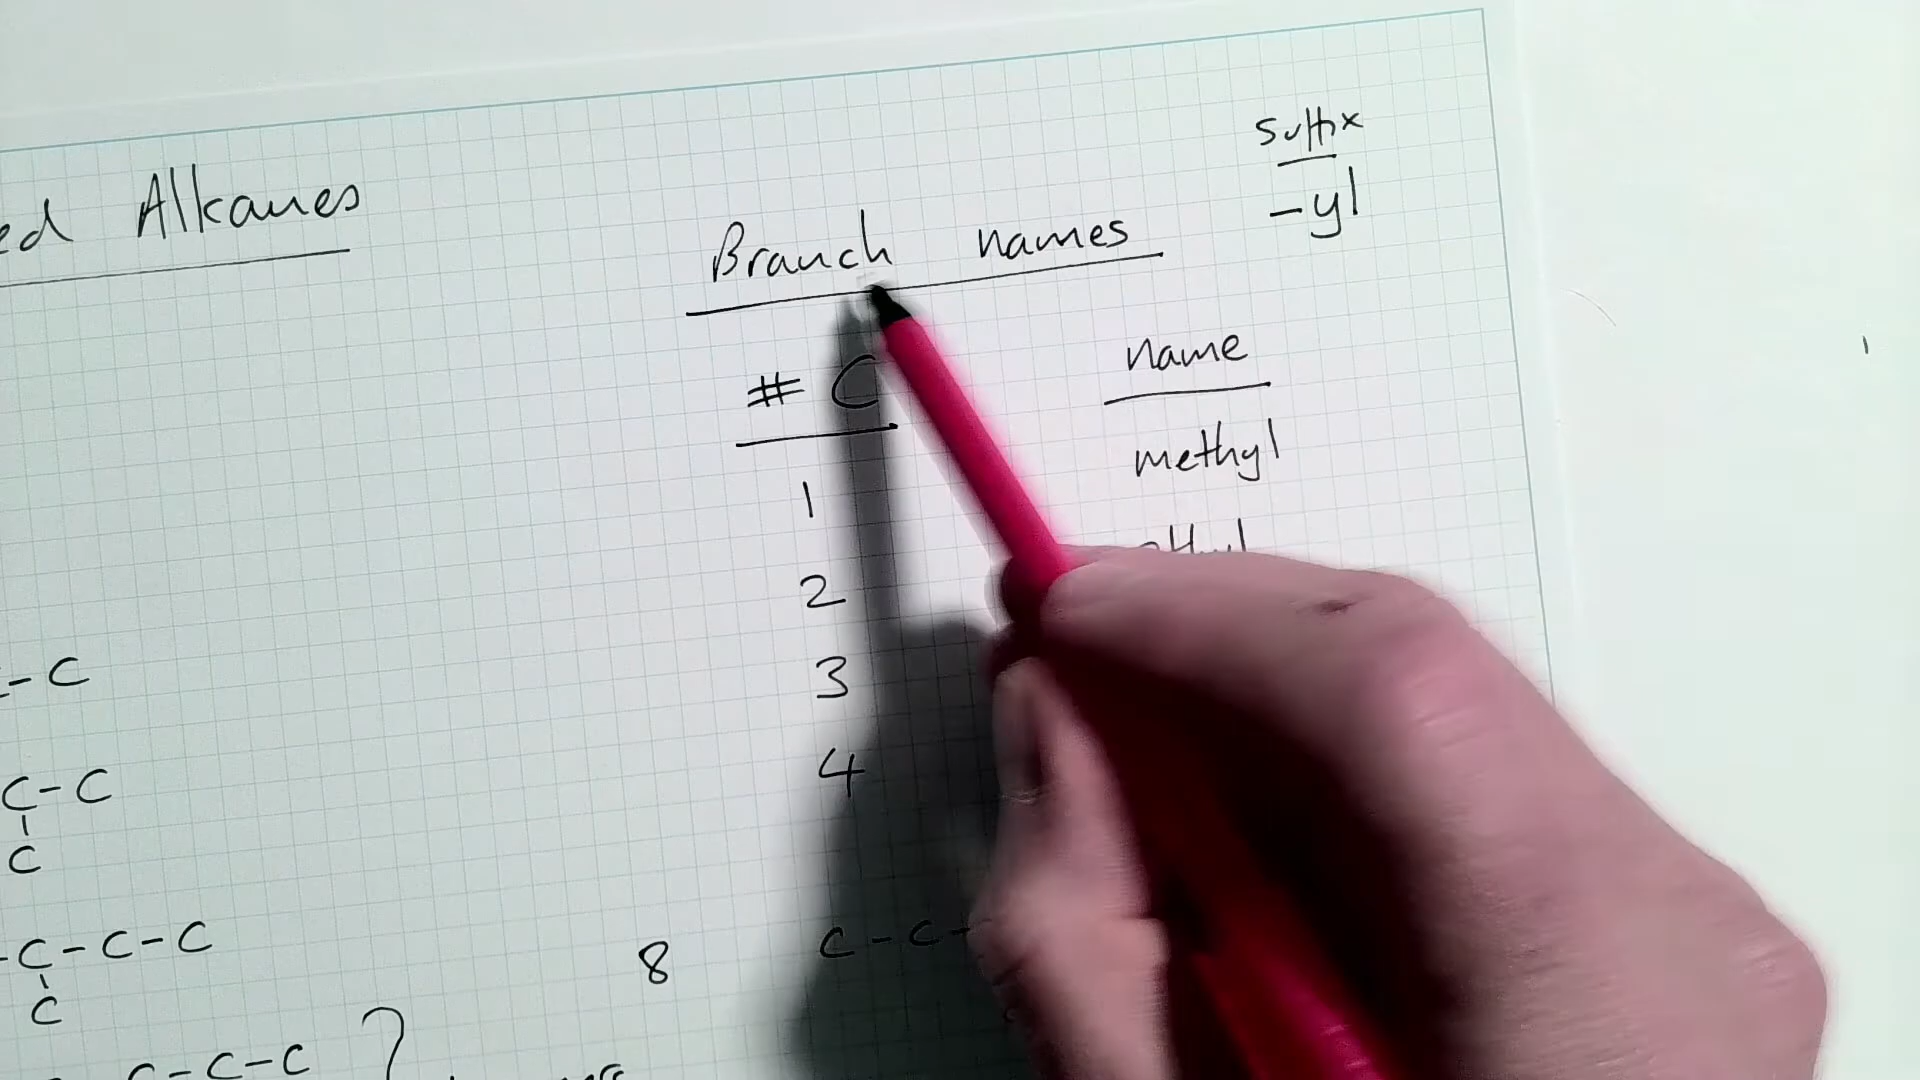 ed Alkanes
suffix
-yl
Branch names
# C
name
1
methyl
2
3
4
- C
C - C
C
- C - C - C
C
8
C - C -
C - C - C